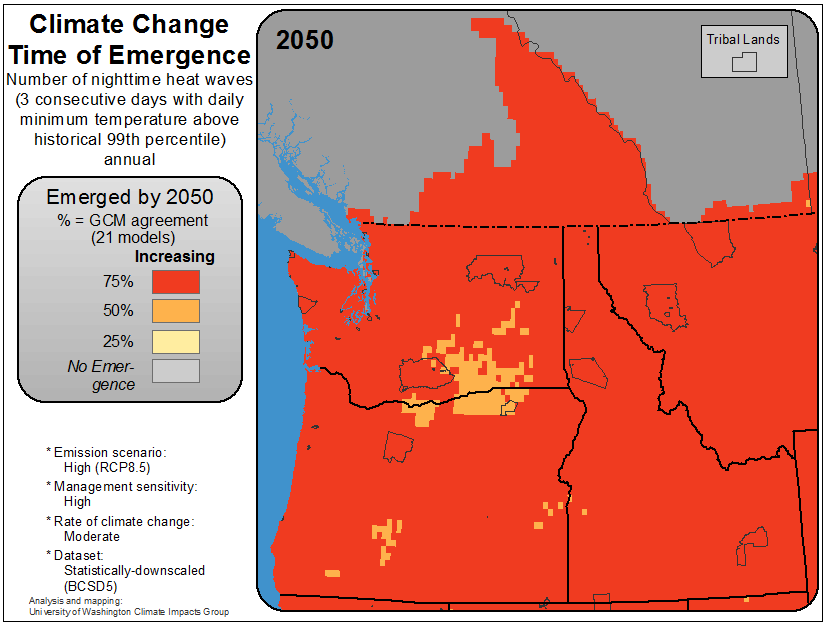 Climate Change
Time of Emergence
Number of nighttime heat waves
(3 consecutive days with daily
minimum temperature above
historical 99th percentile)
annual
Emerged by 2050
% = GCM agreement
(21 models)
Increasing
75%
50%
25%
No Emer-
gence
* Emission scenario:
High (RCP8.5)
* Management sensitivity:
High
* Rate of climate change:
Moderate
* Dataset:
Statistically-downscaled
(BCSD5)
Analysis and mapping:
University of Washington Climate Impacts Group
2050
Tribal Lands